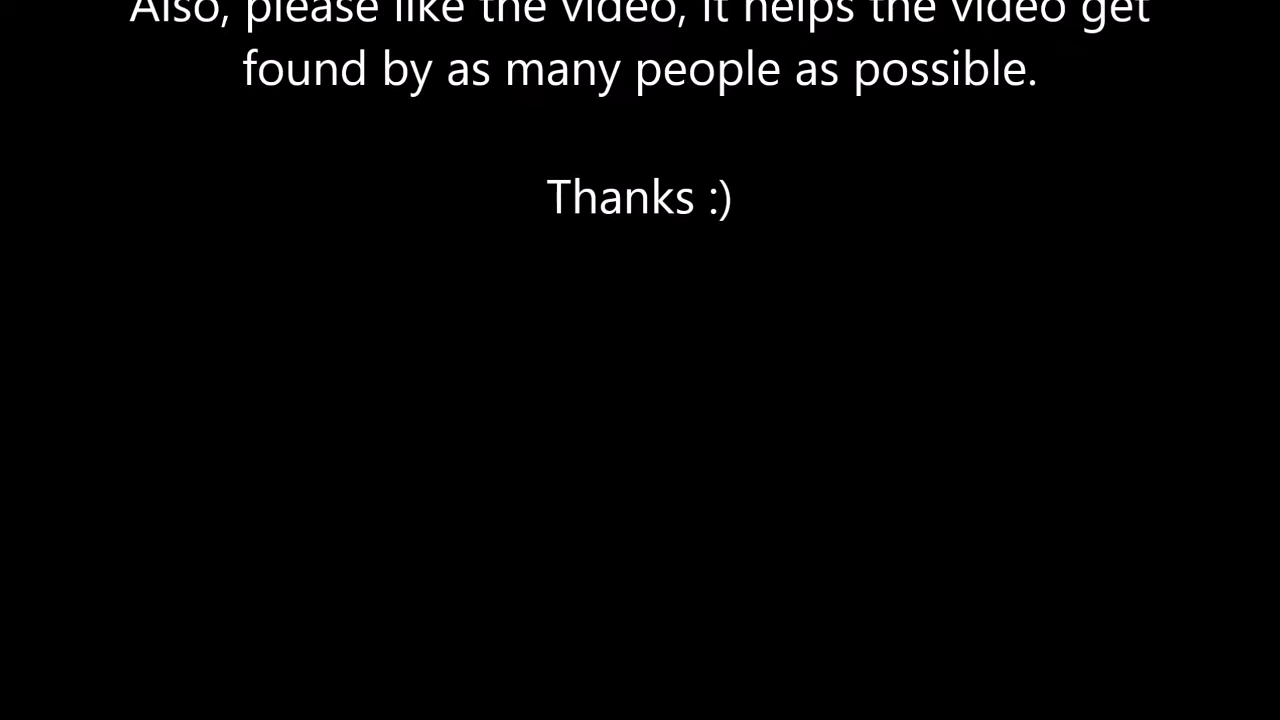 Also, please like the video, it helps the video get
found by as many people as possible.
Thanks :)